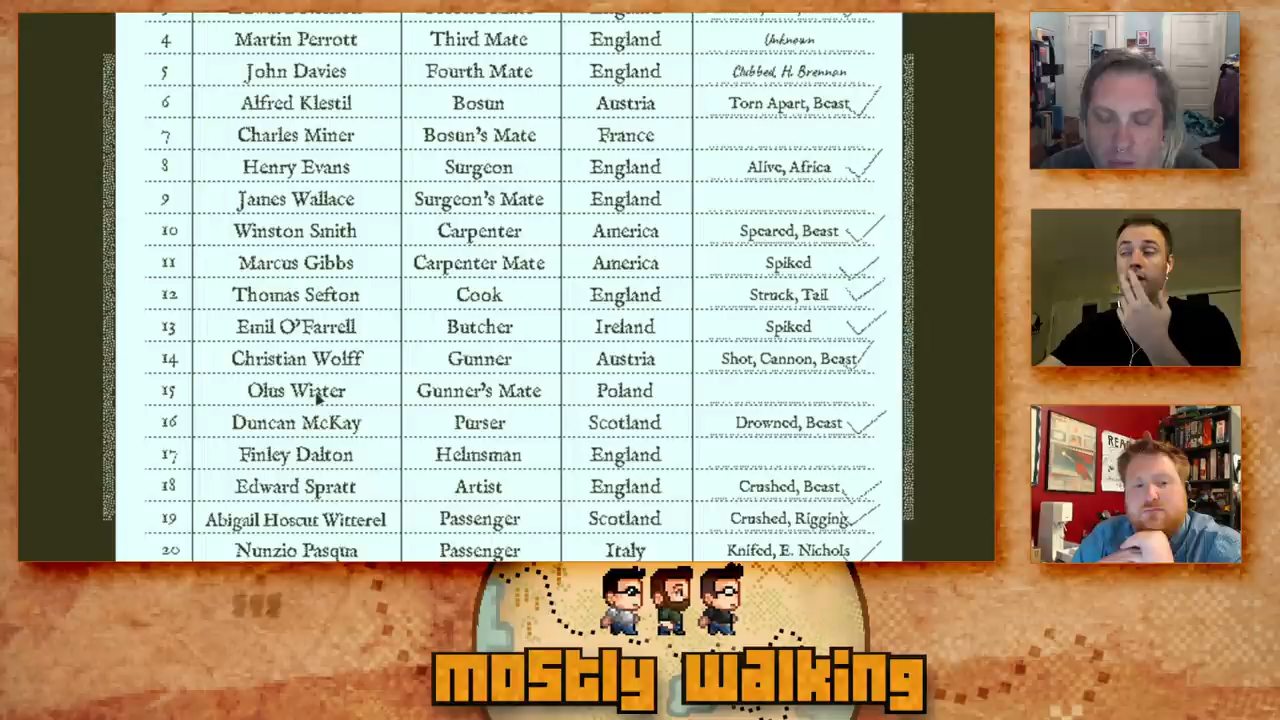 4 Martin Perrott Third Mate England Unknown
5 John Davies Fourth Mate England Clubbed, H. Brennan
6 Alfred Klestil Bosun Austria Torn Apart, Beast
7 Charles Miner Bosun's Mate France
8 Henry Evans Surgeon England Alive, Africa
9 James Wallace Surgeon's Mate England
10 Winston Smith Carpenter America Speared, Beast
11 Marcus Gibbs Carpenter Mate America Spiked
12 Thomas Sefton Cook England Struck, Tail
13 Emil O'Farrell Butcher Ireland Spiked
14 Christian Wolff Gunner Austria Shot, Cannon, Beast
15 Olus Wiater Gunner's Mate Poland
16 Duncan McKay Purser Scotland Drowned, Beast
17 Finley Dalton Helmsman England
18 Edward Spratt Artist England Crushed, Beast
19 Abigail Hoscut Witterel Passenger Scotland Crushed, Rigging
20 Nunzio Pasqua Passenger Italy Knifed, E. Nichols
mostly walking